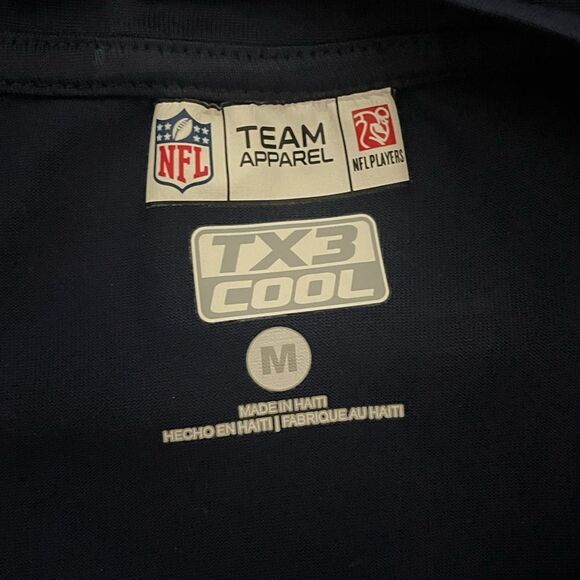 NFL
TEAM
APPAREL
NFL PLAYERS
TX3
COOL
M
MADE IN HAITI
HECHO EN HAITI | FABRIQUE AU HAITI